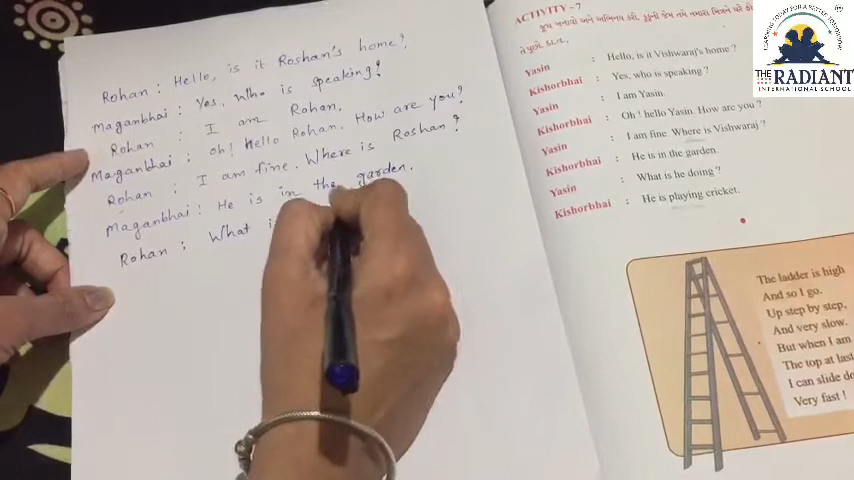 Rohan : Hello, is it Roshan's home?
Maganbhai : Yes, Who is speaking?
Rohan : I am Rohan.
Maganbhai : Oh! Hello Rohan. How are you?
Rohan : I am fine. Where is Roshan?
Maganbhai : He is in the garden.
Rohan : What
ACTIVITY - 7
Yasin : Hello, is it Vishwaraj's home ?
Kishorbhai : Yes, who is speaking ?
Yasin : I am Yasin.
Kishorbhai : Oh ! hello Yasin. How are you ?
Yasin : I am fine. Where is Vishwaraj ?
Kishorbhai : He is in the garden.
Yasin : What is he doing ?
Kishorbhai : He is playing cricket.
The ladder is high
And so I go.
Up step by step,
And very slow.
But when I am
The top at last
I can slide
Very fast !
THE RADIANT
INTERNATIONAL SCHOOL